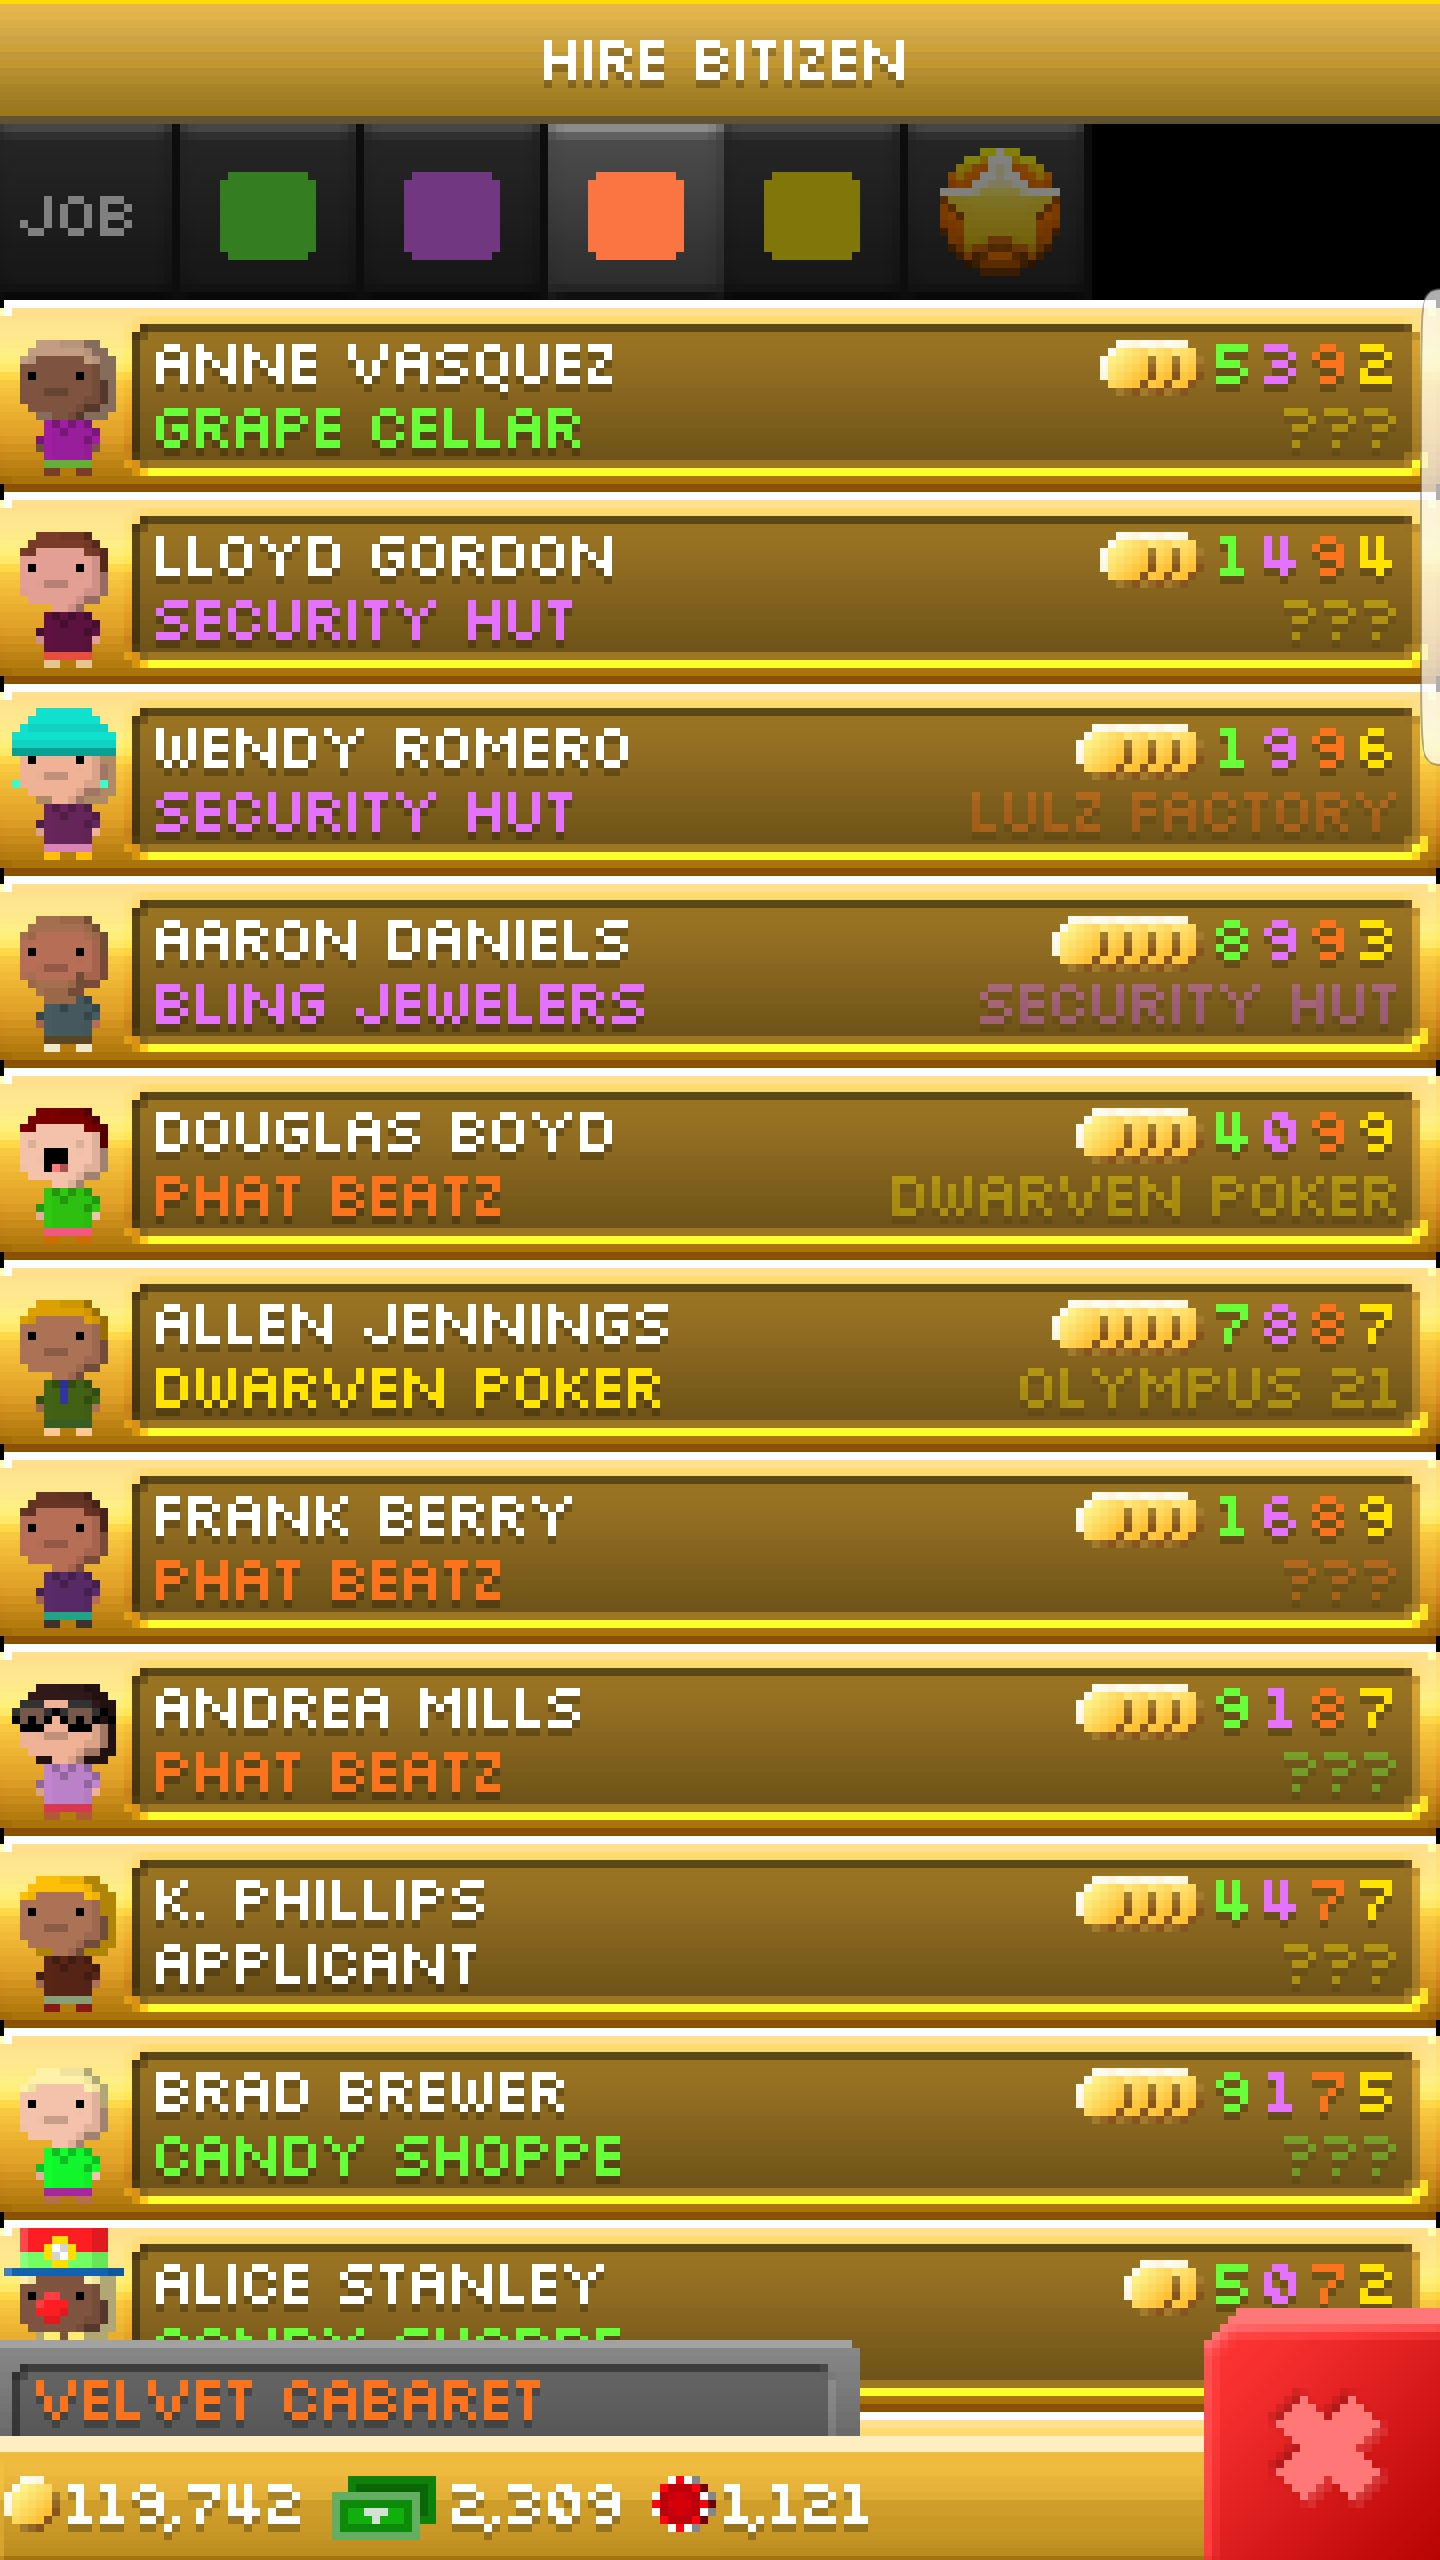 HIRE BITIZEN
JOB
ANNE VASQUEZ 5392
GRAPE CELLAR ???
LLOYD GORDON 1494
SECURITY HUT ???
WENDY ROMERO 1996
SECURITY HUT LULZ FACTORY
AARON DANIELS 8993
BLING JEWELERS SECURITY HUT
DOUGLAS BOYD 4099
PHAT BEATZ DWARVEN POKER
ALLEN JENNINGS 7887
DWARVEN POKER OLYMPUS 21
FRANK BERRY 1689
PHAT BEATZ ???
ANDREA MILLS 9187
PHAT BEATZ ???
K. PHILLIPS 4477
APPLICANT ???
BRAD BREWER 9175
CANDY SHOPPE ???
ALICE STANLEY 5072
CANDY SHOPPE
VELVET CABARET
119,742 2,309 1,121